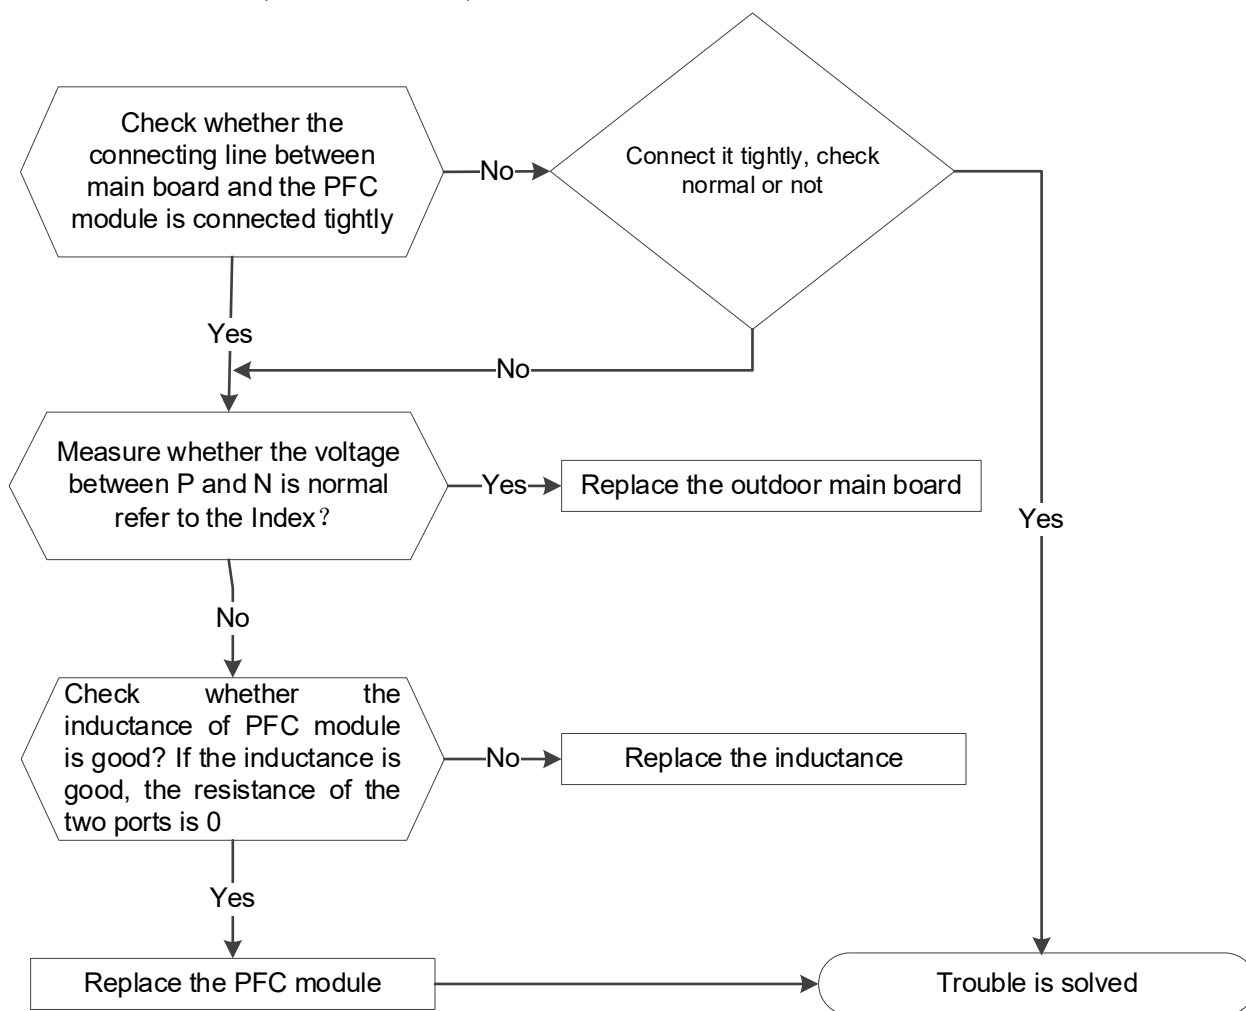 Check whether the
connecting line between
main board and the PFC
module is connected tightly
No
Connect it tightly, check
normal or not
Yes
No
Measure whether the voltage
between P and N is normal
refer to the Index？
Yes
Replace the outdoor main board
Yes
No
Check whether the
inductance of PFC module
is good? If the inductance is
good, the resistance of the
two ports is 0
No
Replace the inductance
Yes
Replace the PFC module
Trouble is solved